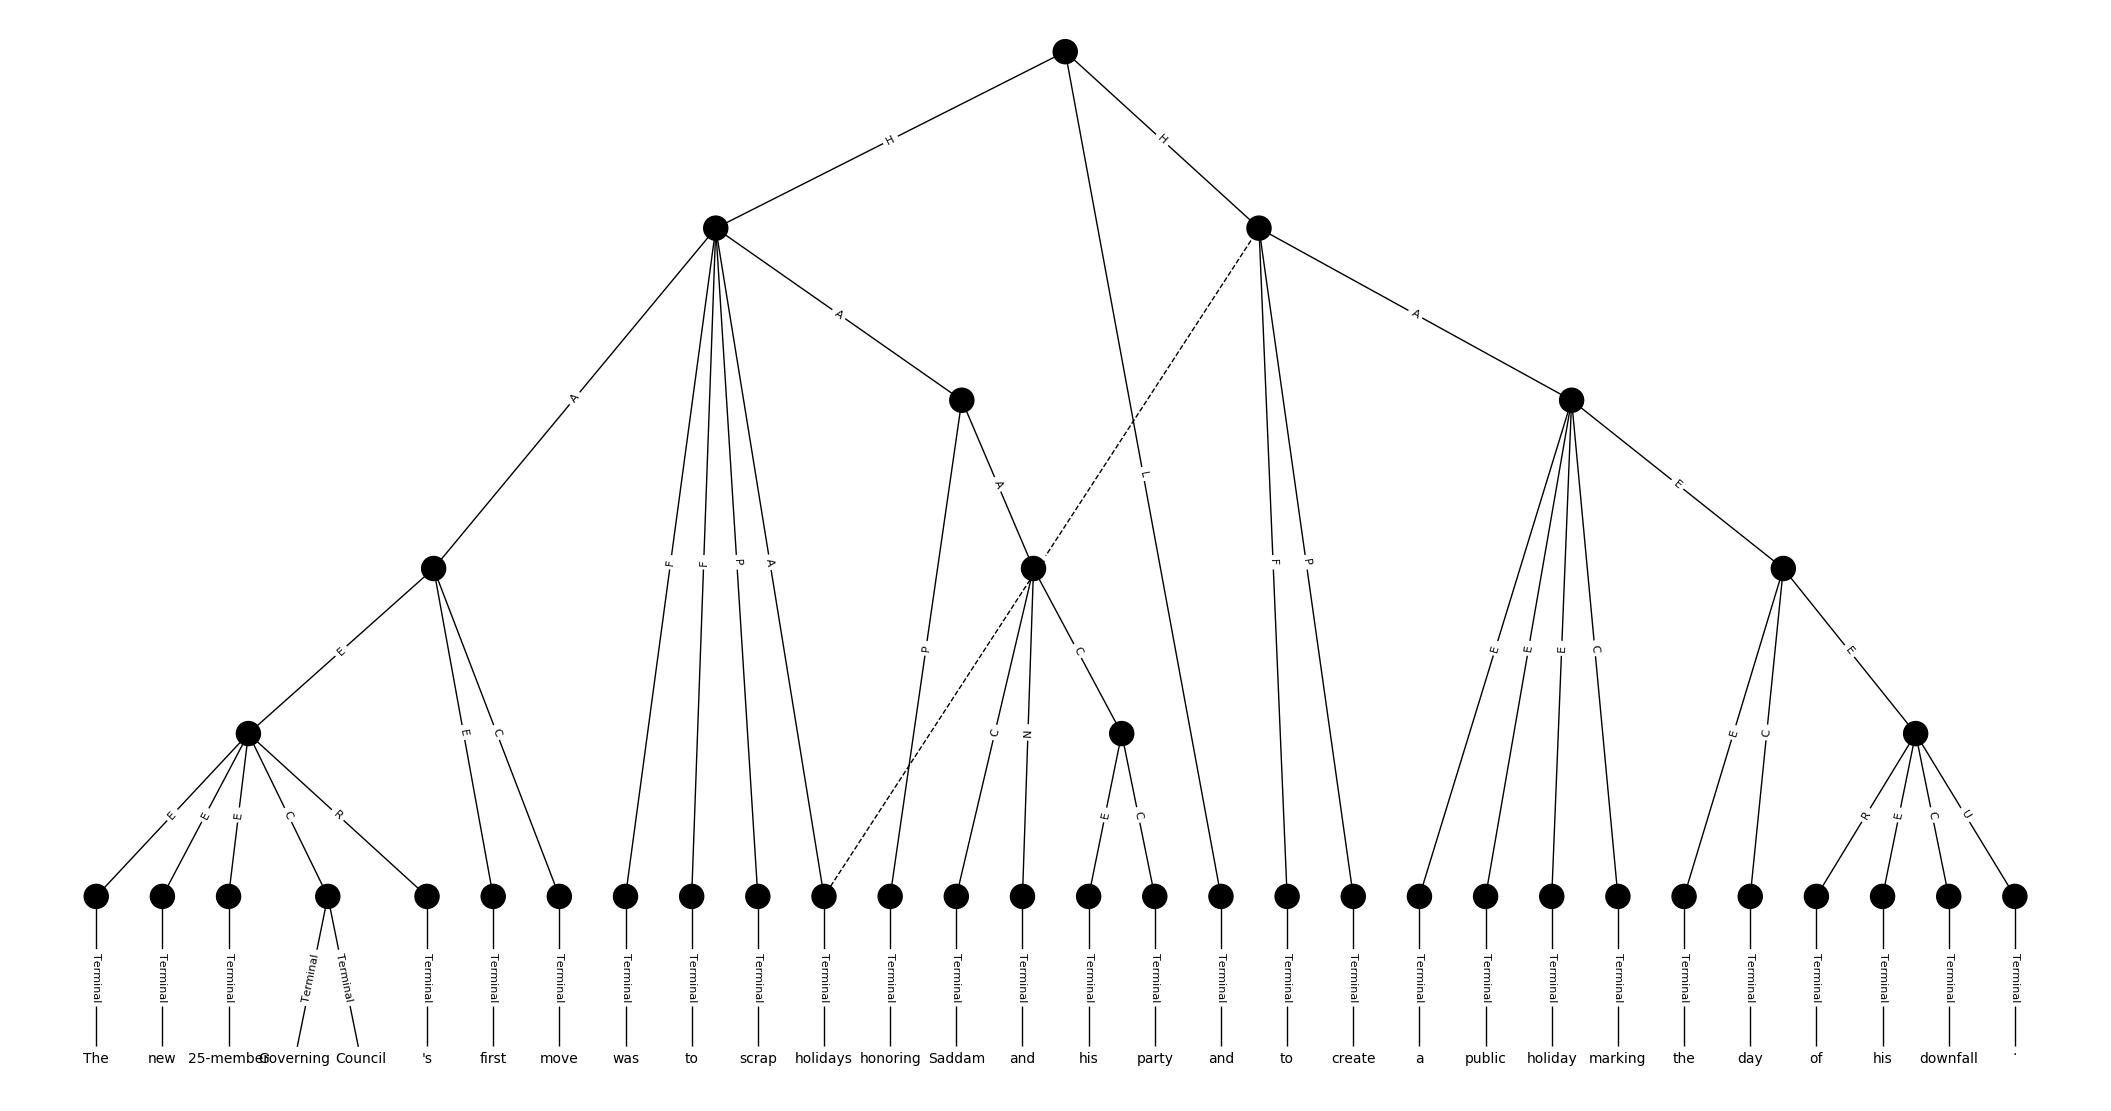 H H
A A
A
L
E A E
F F P A F P
E E C P C N C E E E C E C E
E E E C R E C R E C U
Terminal Terminal Terminal Terminal Terminal Terminal Terminal Terminal Terminal Terminal Terminal Terminal Terminal Terminal Terminal Terminal Terminal Terminal Terminal Terminal Terminal Terminal Terminal Terminal Terminal Terminal Terminal Terminal Terminal Terminal
The new 25-member Governing Council 's first move was to scrap holidays honoring Saddam and his party and to create a public holiday marking the day of his downfall .